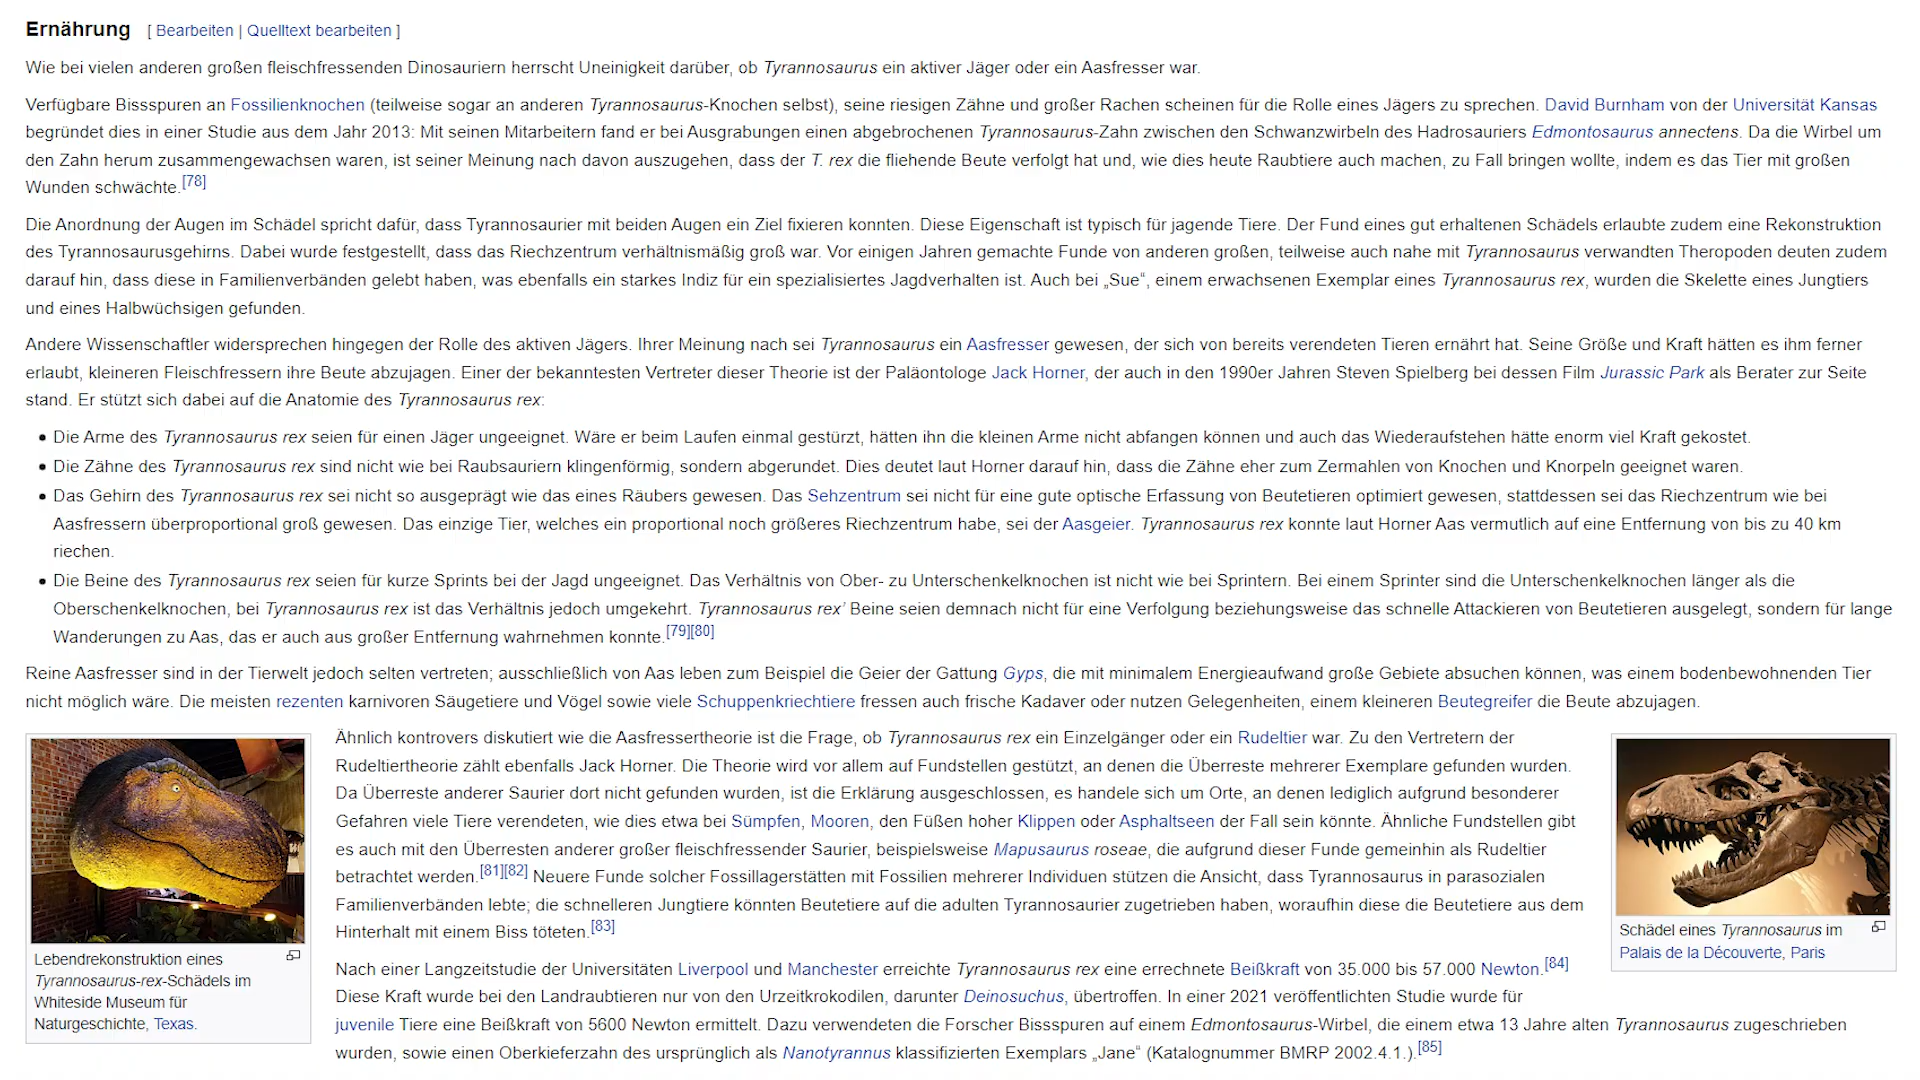 Ernährung [ Bearbeiten | Quelltext bearbeiten ]
Wie bei vielen anderen großen fleischfressenden Dinosauriern herrscht Uneinigkeit darüber, ob Tyrannosaurus ein aktiver Jäger oder ein Aasfresser war.
Verfügbare Bissspuren an Fossilienknochen (teilweise sogar an anderen Tyrannosaurus-Knochen selbst), seine riesigen Zähne und großer Rachen scheinen für die Rolle eines Jägers zu sprechen. David Burnham von der Universität Kansas
begründet dies in einer Studie aus dem Jahr 2013: Mit seinen Mitarbeitern fand er bei Ausgrabungen einen abgebrochenen Tyrannosaurus-Zahn zwischen den Schwanzwirbeln des Hadrosauriers Edmontosaurus annectens. Da die Wirbel um
den Zahn herum zusammengewachsen waren, ist seiner Meinung nach davon auszugehen, dass der T. rex die fliehende Beute verfolgt hat und, wie dies heute Raubtiere auch machen, zu Fall bringen wollte, indem es das Tier mit großen
Wunden schwächte.[78]
Die Anordnung der Augen im Schädel spricht dafür, dass Tyrannosaurier mit beiden Augen ein Ziel fixieren konnten. Diese Eigenschaft ist typisch für jagende Tiere. Der Fund eines gut erhaltenen Schädels erlaubte zudem eine Rekonstruktion
des Tyrannosaurusgehirns. Dabei wurde festgestellt, dass das Riechzentrum verhältnismäßig groß war. Vor einigen Jahren gemachte Funde von anderen großen, teilweise auch nahe mit Tyrannosaurus verwandten Theropoden deuten zudem
darauf hin, dass diese in Familienverbänden gelebt haben, was ebenfalls ein starkes Indiz für ein spezialisiertes Jagdverhalten ist. Auch bei „Sue“, einem erwachsenen Exemplar eines Tyrannosaurus rex, wurden die Skelette eines Jungtiers
und eines Halbwüchsigen gefunden.
Andere Wissenschaftler widersprechen hingegen der Rolle des aktiven Jägers. Ihrer Meinung nach sei Tyrannosaurus ein Aasfresser gewesen, der sich von bereits verendeten Tieren ernährt hat. Seine Größe und Kraft hätten es ihm ferner
erlaubt, kleineren Fleischfressern ihre Beute abzujagen. Einer der bekanntesten Vertreter dieser Theorie ist der Paläontologe Jack Horner, der auch in den 1990er Jahren Steven Spielberg bei dessen Film Jurassic Park als Berater zur Seite
stand. Er stützt sich dabei auf die Anatomie des Tyrannosaurus rex:
• Die Arme des Tyrannosaurus rex seien für einen Jäger ungeeignet. Wäre er beim Laufen einmal gestürzt, hätten ihn die kleinen Arme nicht abfangen können und auch das Wiederaufstehen hätte enorm viel Kraft gekostet.
• Die Zähne des Tyrannosaurus rex sind nicht wie bei Raubsauriern klingenförmig, sondern abgerundet. Dies deutet laut Horner darauf hin, dass die Zähne eher zum Zermahlen von Knochen und Knorpeln geeignet waren.
• Das Gehirn des Tyrannosaurus rex sei nicht so ausgeprägt wie das eines Räubers gewesen. Das Sehzentrum sei nicht für eine gute optische Erfassung von Beutetieren optimiert gewesen, stattdessen sei das Riechzentrum wie bei
Aasfressern überproportional groß gewesen. Das einzige Tier, welches ein proportional noch größeres Riechzentrum habe, sei der Aasgeier. Tyrannosaurus rex konnte laut Horner Aas vermutlich auf eine Entfernung von bis zu 40 km
riechen.
• Die Beine des Tyrannosaurus rex seien für kurze Sprints bei der Jagd ungeeignet. Das Verhältnis von Ober- zu Unterschenkelknochen ist nicht wie bei Sprintern. Bei einem Sprinter sind die Unterschenkelknochen länger als die
Oberschenkelknochen, bei Tyrannosaurus rex ist das Verhältnis jedoch umgekehrt. Tyrannosaurus rex’ Beine seien demnach nicht für eine Verfolgung beziehungsweise das schnelle Attackieren von Beutetieren ausgelegt, sondern für lange
Wanderungen zu Aas, das er auch aus großer Entfernung wahrnehmen konnte.[79][80]
Reine Aasfresser sind in der Tierwelt jedoch selten vertreten; ausschließlich von Aas leben zum Beispiel die Geier der Gattung Gyps, die mit minimalem Energieaufwand große Gebiete absuchen können, was einem bodenbewohnenden Tier
nicht möglich wäre. Die meisten rezenten karnivoren Säugetiere und Vögel sowie viele Schuppenkriechtiere fressen auch frische Kadaver oder nutzen Gelegenheiten, einem kleineren Beutegreifer die Beute abzujagen.
Lebendrekonstruktion eines
Tyrannosaurus-rex-Schädels im
Whiteside Museum für
Naturgeschichte, Texas.
Ähnlich kontrovers diskutiert wie die Aasfressertheorie ist die Frage, ob Tyrannosaurus rex ein Einzelgänger oder ein Rudeltier war. Zu den Vertretern der
Rudeltiertheorie zählt ebenfalls Jack Horner. Die Theorie wird vor allem auf Fundstellen gestützt, an denen die Überreste mehrerer Exemplare gefunden wurden.
Da Überreste anderer Saurier dort nicht gefunden wurden, ist die Erklärung ausgeschlossen, es handele sich um Orte, an denen lediglich aufgrund besonderer
Gefahren viele Tiere verendeten, wie dies etwa bei Sümpfen, Mooren, den Füßen hoher Klippen oder Asphaltseen der Fall sein könnte. Ähnliche Fundstellen gibt
es auch mit den Überresten anderer großer fleischfressender Saurier, beispielsweise Mapusaurus roseae, die aufgrund dieser Funde gemeinhin als Rudeltier
betrachtet werden.[81][82] Neuere Funde solcher Fossillagerstätten mit Fossilien mehrerer Individuen stützen die Ansicht, dass Tyrannosaurus in parasozialen
Familienverbänden lebte; die schnelleren Jungtiere könnten Beutetiere auf die adulten Tyrannosaurier zugetrieben haben, woraufhin diese die Beutetiere aus dem
Hinterhalt mit einem Biss töteten.[83]
Schädel eines Tyrannosaurus im
Palais de la Découverte, Paris
Nach einer Langzeitstudie der Universitäten Liverpool und Manchester erreichte Tyrannosaurus rex eine errechnete Beißkraft von 35.000 bis 57.000 Newton.[84]
Diese Kraft wurde bei den Landraubtieren nur von den Urzeitkrokodilen, darunter Deinosuchus, übertroffen. In einer 2021 veröffentlichten Studie wurde für
juvenile Tiere eine Beißkraft von 5600 Newton ermittelt. Dazu verwendeten die Forscher Bissspuren auf einem Edmontosaurus-Wirbel, die einem etwa 13 Jahre alten Tyrannosaurus zugeschrieben
wurden, sowie einen Oberkieferzahn des ursprünglich als Nanotyrannus klassifizierten Exemplars „Jane“ (Katalognummer BMRP 2002.4.1.).[85]